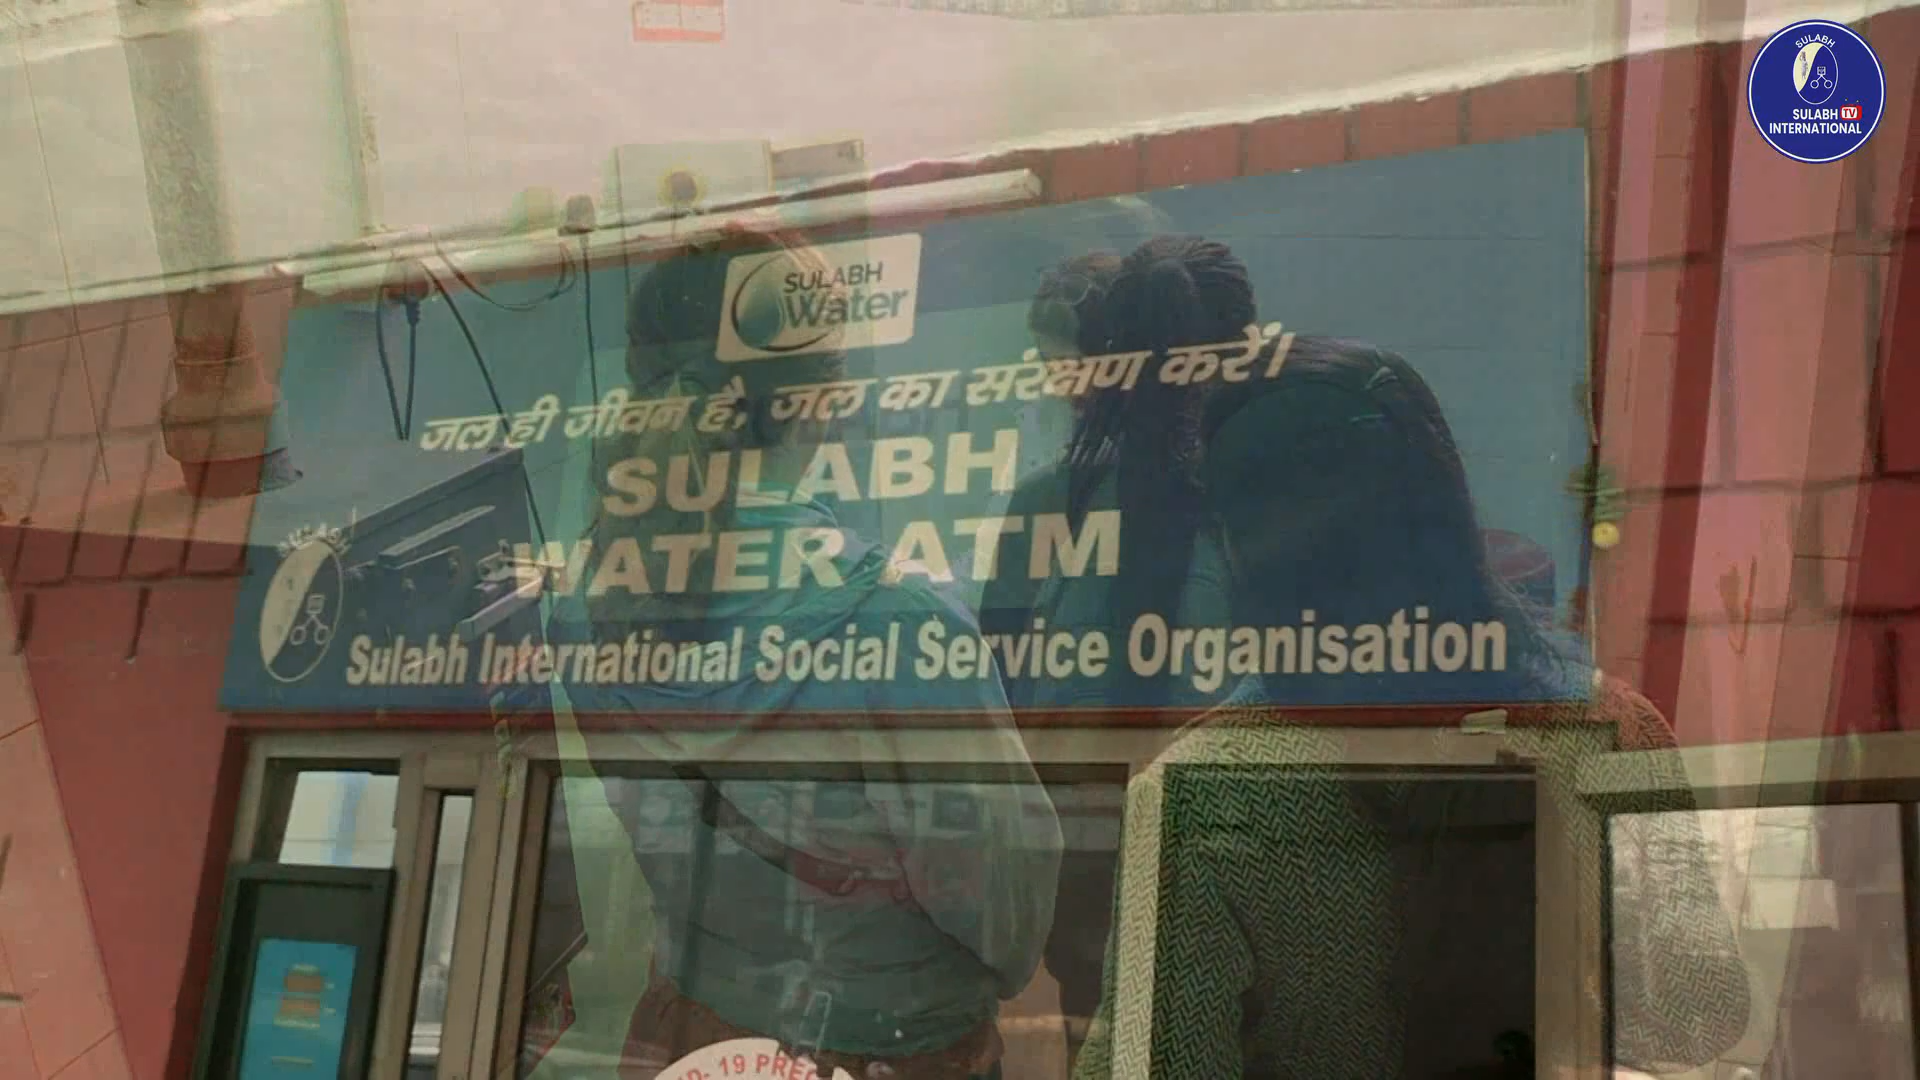 SULABH
SULABH TV
INTERNATIONAL
SULABH
Water
जल ही जीवन है, जल का संरक्षण करें।
SULABH
WATER ATM
Sulabh International Social Service Organisation
19